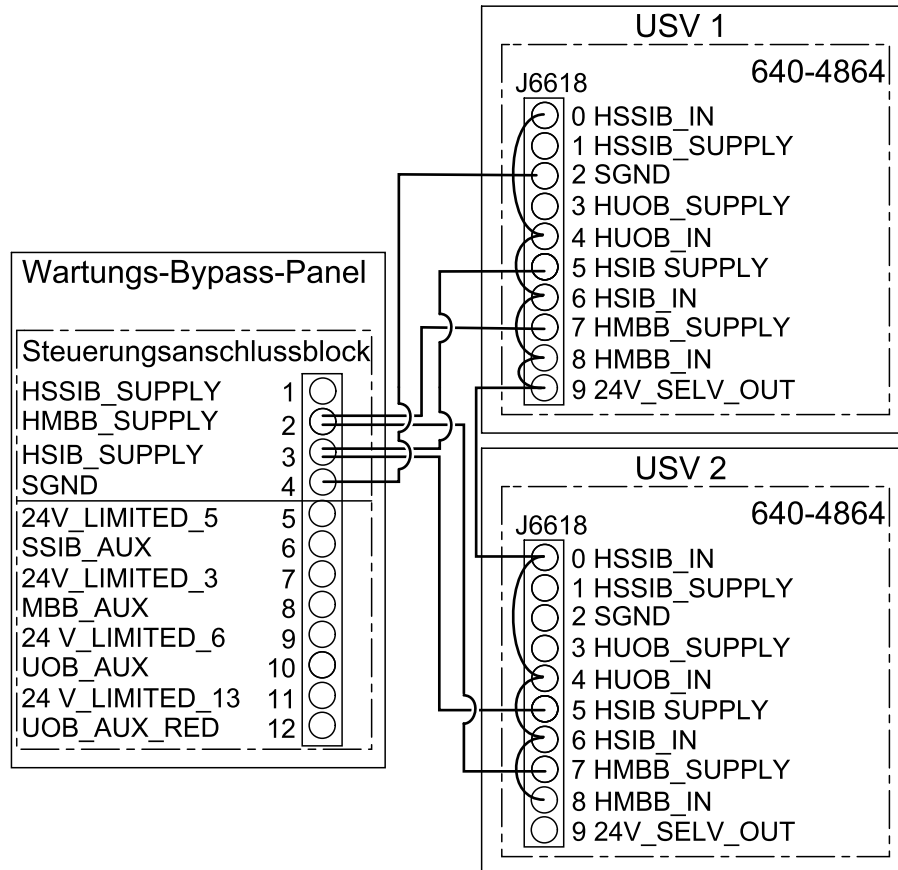 USV 1
640-4864
J6618
0 HSSIB_IN
1 HSSIB_SUPPLY
2 SGND
3 HUOB_SUPPLY
4 HUOB_IN
5 HSIB SUPPLY
6 HSIB_IN
7 HMBB_SUPPLY
8 HMBB_IN
9 24V_SELV_OUT
Wartungs-Bypass-Panel
Steuerungsanschlussblock
HSSIB_SUPPLY 1
HMBB_SUPPLY 2
HSIB_SUPPLY 3
SGND 4
24V_LIMITED_5 5
SSIB_AUX 6
24V_LIMITED_3 7
MBB_AUX 8
24 V_LIMITED_6 9
UOB_AUX 10
24 V_LIMITED_13 11
UOB_AUX_RED 12
USV 2
640-4864
J6618
0 HSSIB_IN
1 HSSIB_SUPPLY
2 SGND
3 HUOB_SUPPLY
4 HUOB_IN
5 HSIB SUPPLY
6 HSIB_IN
7 HMBB_SUPPLY
8 HMBB_IN
9 24V_SELV_OUT